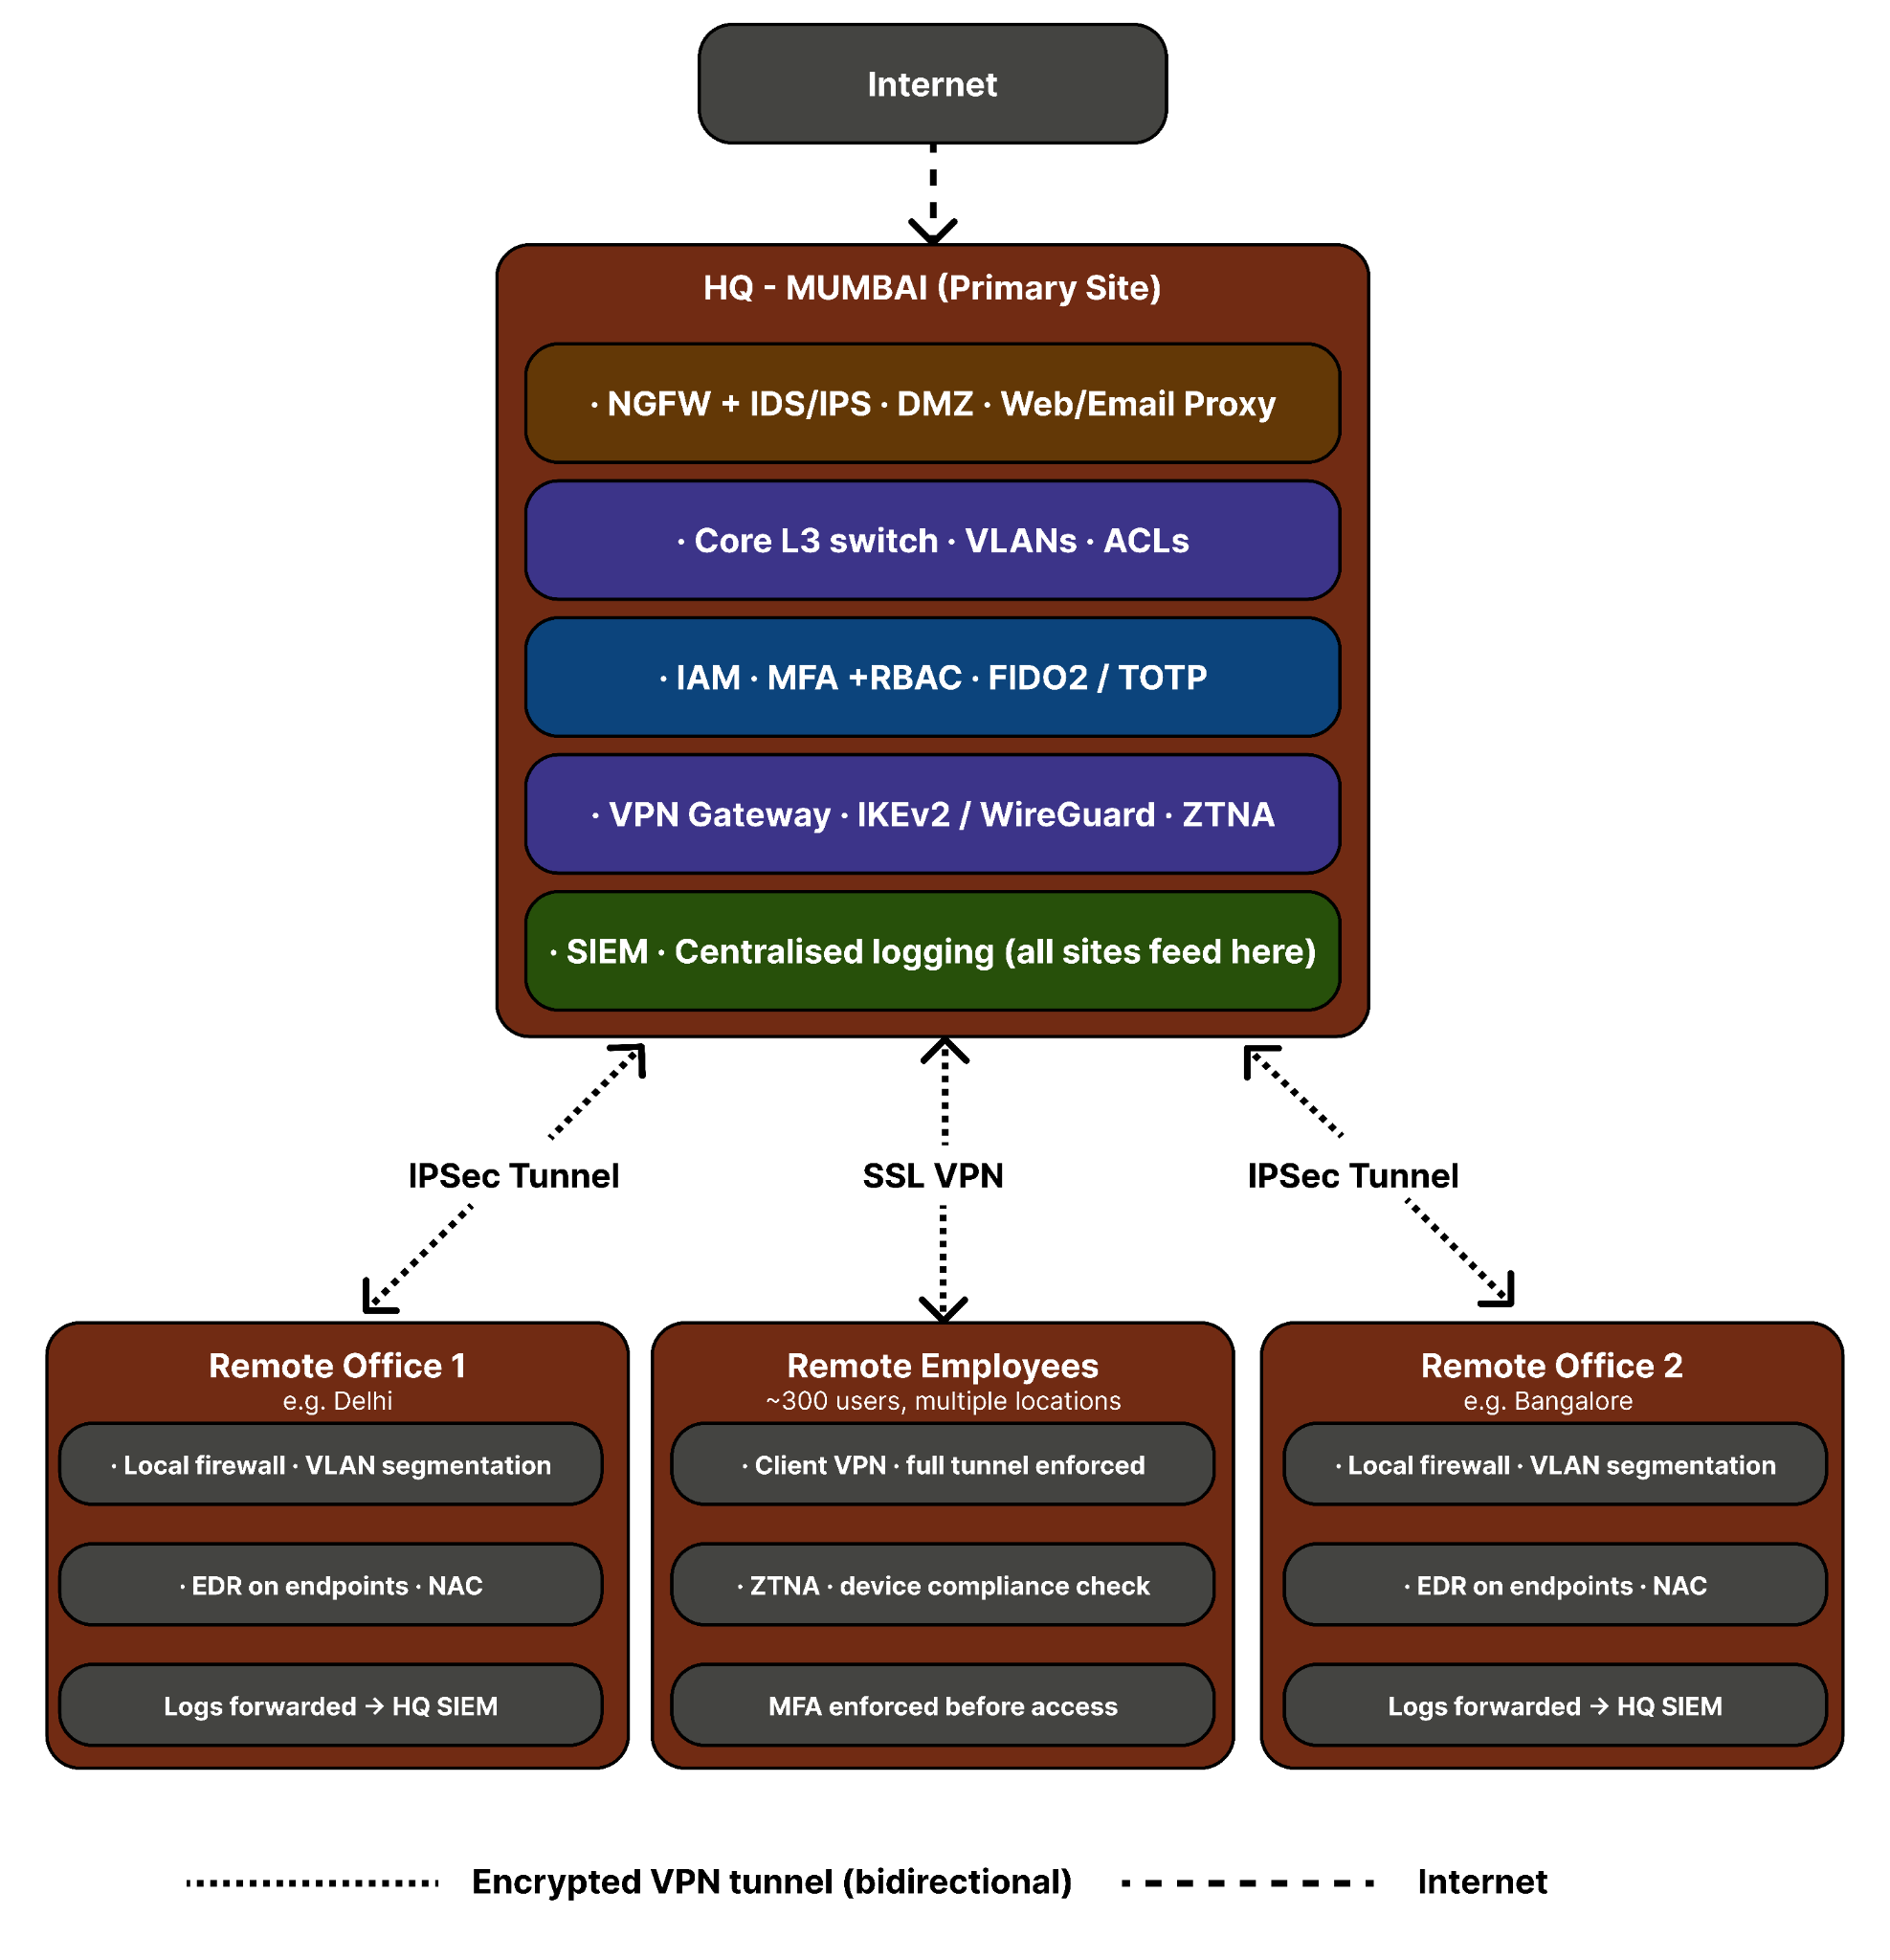 Internet
HQ - MUMBAI (Primary Site)
· NGFW + IDS/IPS · DMZ · Web/Email Proxy
· Core L3 switch · VLANs · ACLs
· IAM · MFA +RBAC · FIDO2 / TOTP
· VPN Gateway · IKEv2 / WireGuard · ZTNA
· SIEM · Centralised logging (all sites feed here)
IPSec Tunnel
SSL VPN
IPSec Tunnel
Remote Office 1
e.g. Delhi
· Local firewall · VLAN segmentation
· EDR on endpoints · NAC
Logs forwarded → HQ SIEM
Remote Employees
~300 users, multiple locations
· Client VPN · full tunnel enforced
· ZTNA · device compliance check
MFA enforced before access
Remote Office 2
e.g. Bangalore
· Local firewall · VLAN segmentation
· EDR on endpoints · NAC
Logs forwarded → HQ SIEM
Encrypted VPN tunnel (bidirectional)
Internet